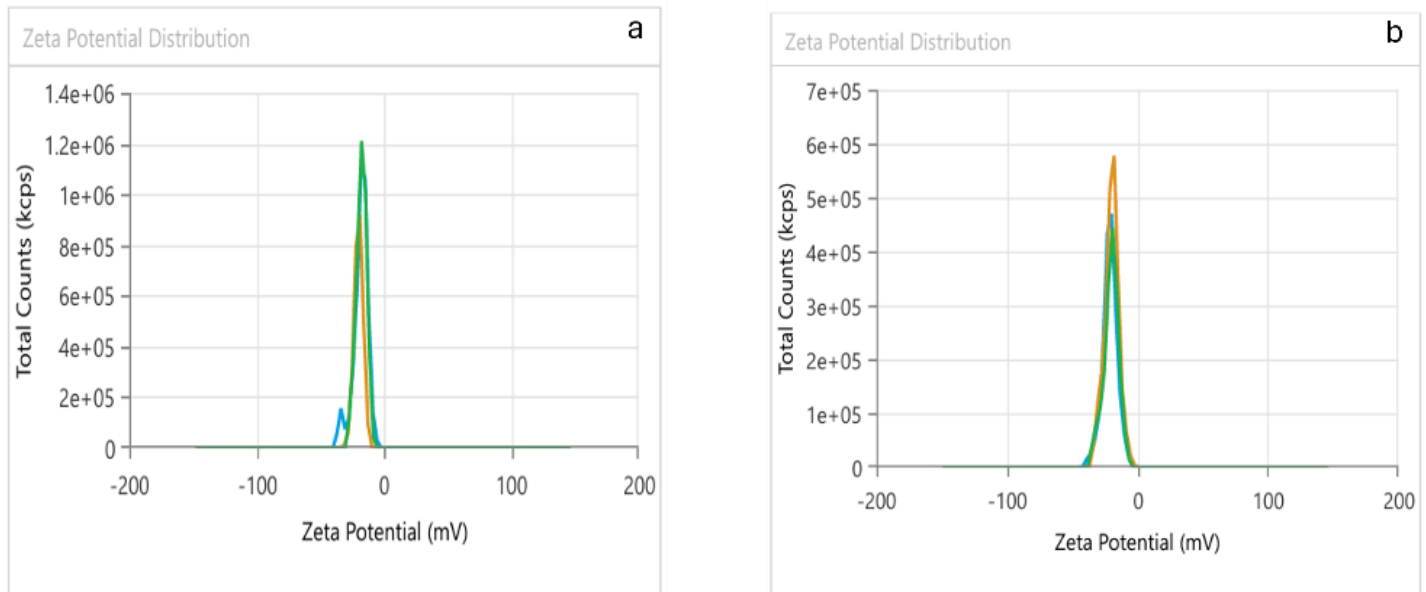 Zeta Potential Distribution
a
1.4e+06
1.2e+06
1e+06
8e+05
6e+05
4e+05
2e+05
0
Total Counts (kcps)
-200 -100 0 100 200
Zeta Potential (mV)
Zeta Potential Distribution
b
7e+05
6e+05
5e+05
4e+05
3e+05
2e+05
1e+05
0
Total Counts (kcps)
-200 -100 0 100 200
Zeta Potential (mV)